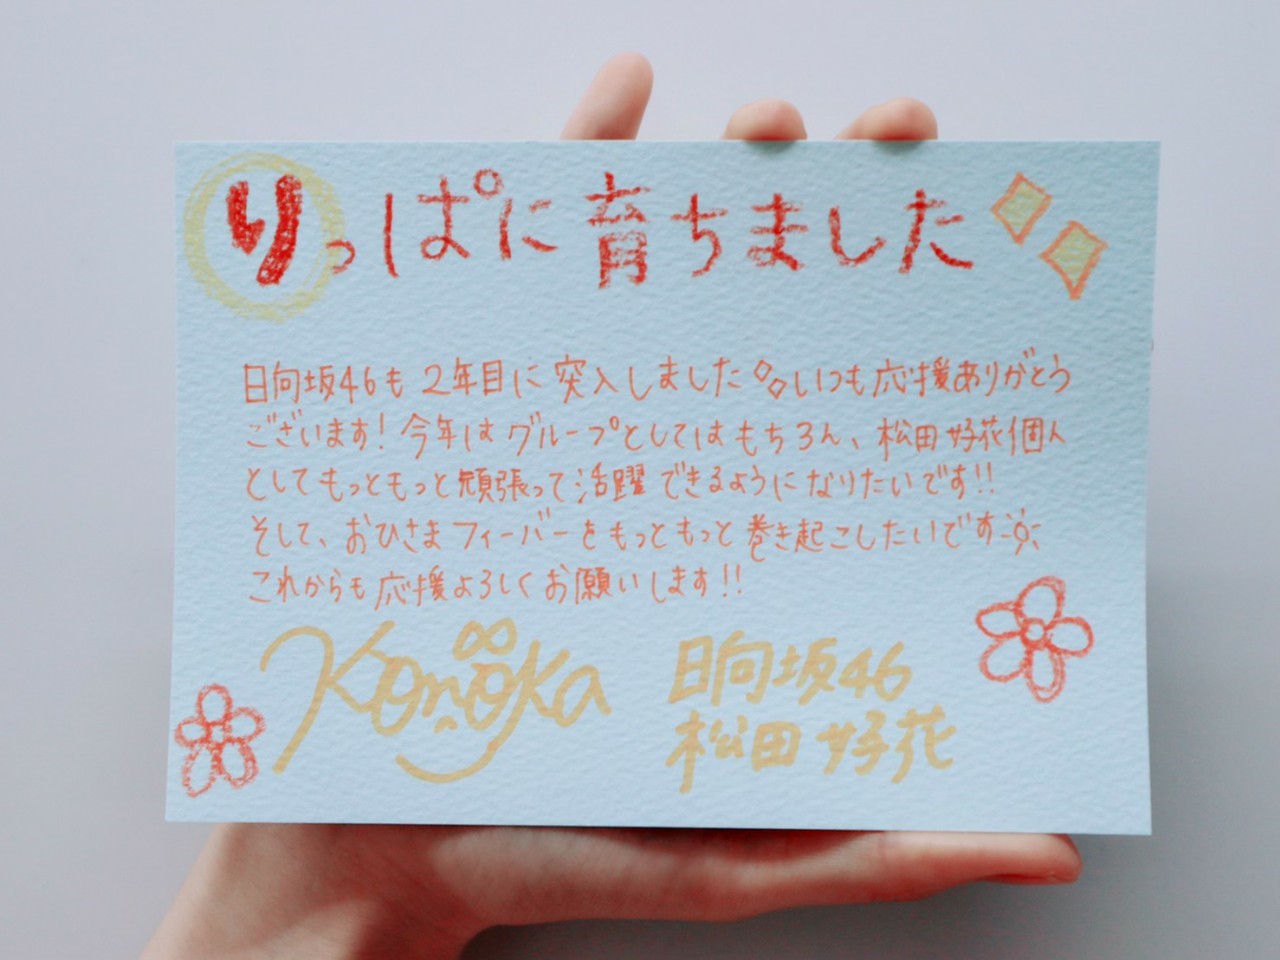 りっぱに育ちました
日向坂46も2年目に突入しましたいつも応援ありがとう
ございます!今年はグループとしてはもちろん、松田好花個人
としてもっともっと頑張って活躍できるようになりたいです!!
そして、おひさまフィーバーをもっともっと巻き起こしたいです
これからも応援よろしくお願いします!!
Konoka
日向坂46
松田好花